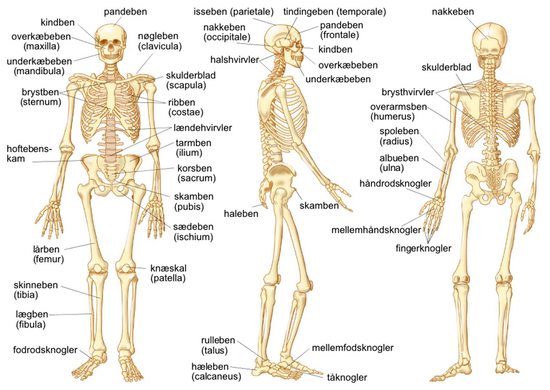 pandeben
kindben
overkæbeben
(maxilla)
underkæbeben
(mandibula)
nøgleben
(clavicula)
skulderblad
(scapula)
brystben
(sternum)
ribben
(costae)
lændehvirvler
tarmben
(ilium)
hoftebens-
kam
korsben
(sacrum)
skamben
(pubis)
sædeben
(ischium)
lårben
(femur)
knæskal
(patella)
skinneben
(tibia)
lægben
(fibula)
fodrodsknogler
isseben (parietale)
tindingeben (temporale)
nakkeben
(occipitale)
pandeben
(frontale)
halshvirvler
kindben
overkæbeben
underkæbeben
haleben
skamben
rulleben
(talus)
hæleben
(calcaneus)
mellemfodsknogler
tåknogler
nakkeben
skulderblad
brysthvirvler
overarmsben
(humerus)
spoleben
(radius)
albueben
(ulna)
håndrodsknogler
mellemhåndsknogler
fingerknogler